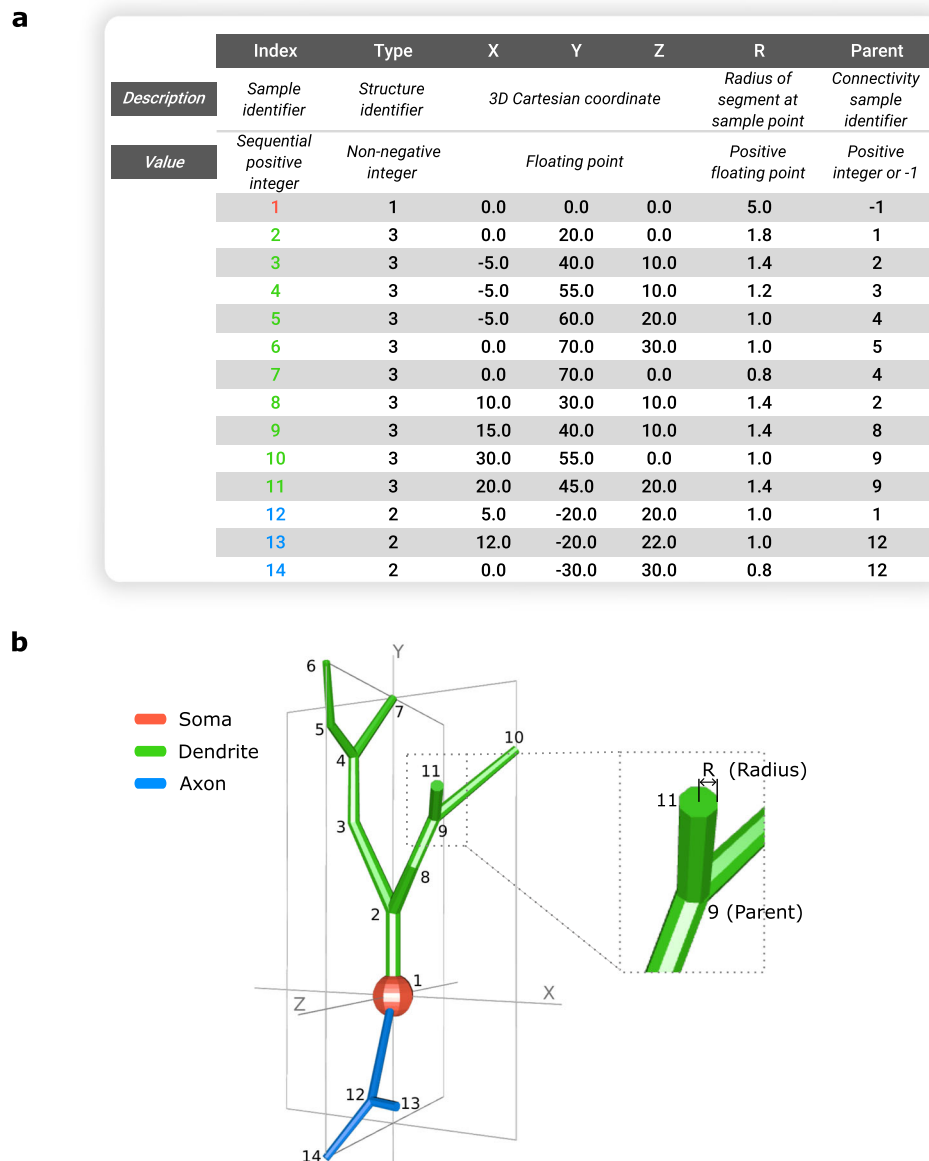 a
Index Type X Y Z R Parent
Description Sample identifier Structure identifier 3D Cartesian coordinate Radius of segment at sample point Connectivity sample identifier
Value Sequential positive integer Non-negative integer Floating point Positive floating point Positive integer or -1
1 1 0.0 0.0 0.0 5.0 -1
2 3 0.0 20.0 0.0 1.8 1
3 3 -5.0 40.0 10.0 1.4 2
4 3 -5.0 55.0 10.0 1.2 3
5 3 -5.0 60.0 20.0 1.0 4
6 3 0.0 70.0 30.0 1.0 5
7 3 0.0 70.0 0.0 0.8 4
8 3 10.0 30.0 10.0 1.4 2
9 3 15.0 40.0 10.0 1.4 8
10 3 30.0 55.0 0.0 1.0 9
11 3 20.0 45.0 20.0 1.4 9
12 2 5.0 -20.0 20.0 1.0 1
13 2 12.0 -20.0 22.0 1.0 12
14 2 0.0 -30.0 30.0 0.8 12
b
Soma
Dendrite
Axon
Y
6
7
5
4
10
11
3
9
8
2
1
Z
X
12
13
14
R (Radius)
11
9 (Parent)